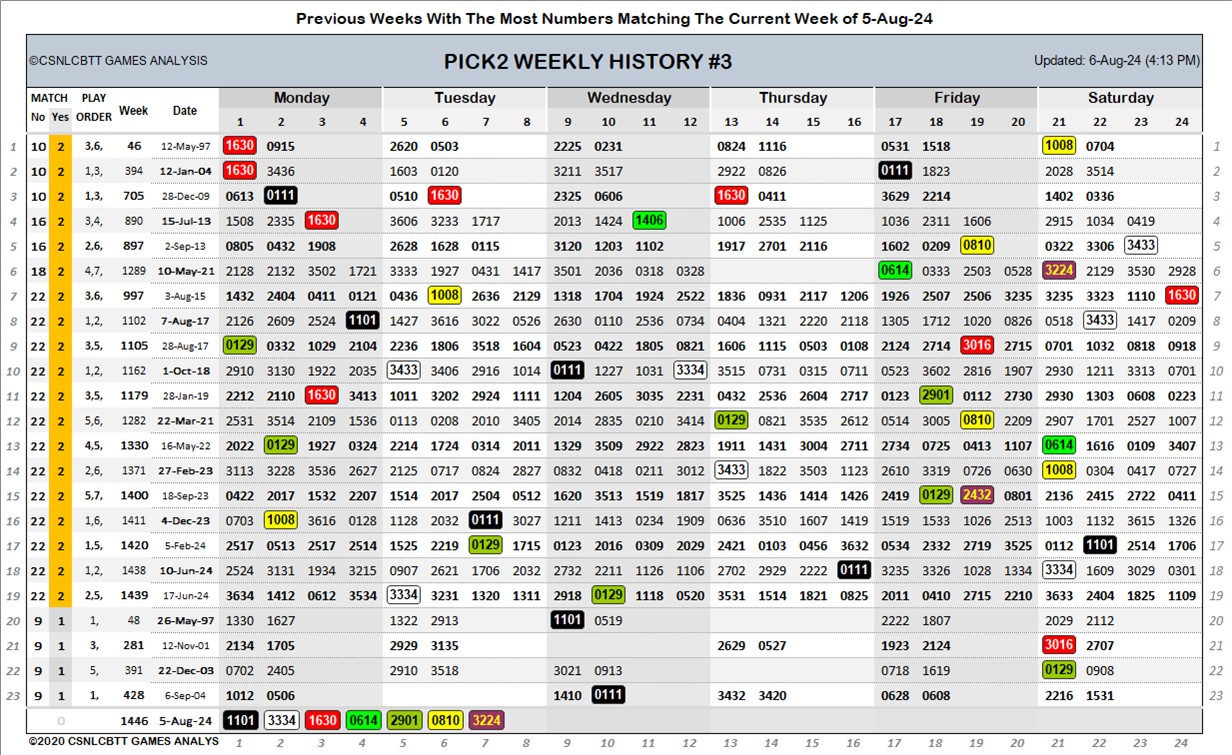 Previous Weeks With The Most Numbers Matching The Current Week of 5-Aug-24
©CSNLCBTT GAMES ANALYSIS PICK2 WEEKLY HISTORY #3 Updated: 6-Aug-24 (4:13 PM)
MATCH PLAY Week Date Monday Tuesday Wednesday Thursday Friday Saturday
No Yes ORDER 1 2 3 4 5 6 7 8 9 10 11 12 13 14 15 16 17 18 19 20 21 22 23 24
1 10 2 3,6, 46 12-May-97 1630 0915 2620 0503 2225 0231 0824 1116 0531 1518 1008 0704 1
2 10 2 1,3, 394 12-Jan-04 1630 3436 1603 0120 3211 3517 2922 0826 0111 1823 2028 3514 2
3 10 2 1,3, 705 28-Dec-09 0613 0111 0510 1630 2325 0606 1630 0411 3629 2214 1402 0336 3
4 16 2 3,4, 890 15-Jul-13 1508 2335 1630 3606 3233 1717 2013 1424 1406 1006 2535 1125 1036 2311 1606 2915 0134 0419 4
5 16 2 2,6, 897 2-Sep-13 0805 0432 1908 2628 1628 0115 3120 1203 1102 1917 2701 2116 1602 0209 0810 0322 3306 3433 5
6 18 2 4,7, 1289 10-May-21 2128 2132 3502 1721 3333 1927 0431 1417 3501 2036 0318 0328 0614 0333 2503 0528 3224 2129 3530 2928 6
7 22 2 3,6, 997 3-Aug-15 1432 2404 0411 0121 0436 1008 2636 2129 1318 1704 1924 2522 1836 0931 2117 1206 1926 2507 2506 3235 3235 3323 1110 1630 7
8 22 2 1,2, 1102 7-Aug-17 2126 2609 2524 1101 1427 3616 3022 0526 2630 0110 2536 0734 0404 1321 2220 2118 1305 1712 1020 0826 0518 3433 1417 0209 8
9 22 2 3,5, 1105 28-Aug-17 0129 0332 1029 2104 2236 1806 3518 1604 0523 0422 1805 0821 1606 1115 0503 0108 2124 2714 3016 2715 0701 1032 0818 0918 9
10 22 2 1,2, 1162 1-Oct-18 2910 3130 1922 2035 3433 3406 2916 1014 0111 1227 1031 3334 3515 0731 0315 0711 0523 3602 2816 1907 2930 1211 3313 0701 10
11 22 2 3,5, 1179 28-Jan-19 2212 2110 1630 3413 1011 3202 2924 1111 1204 2605 3035 2231 0432 2536 2604 2717 0123 2901 0112 2730 2930 1303 0608 0223 11
12 22 2 5,6, 1282 22-Mar-21 2531 3514 2109 1536 0113 0208 2010 3405 2014 2835 0210 3414 0129 0821 3535 2612 0514 3005 0810 2209 2907 1701 2527 1007 12
13 22 2 4,5, 1330 16-May-22 2022 0129 1927 0324 2214 1724 0314 2011 1329 3509 2922 2823 1911 1431 3004 2711 2734 0725 0413 1107 0614 1616 0109 3407 13
14 22 2 2,6, 1371 27-Feb-23 3113 3228 3536 2627 2125 0715 0824 2827 0832 0418 0211 3012 3433 1822 3503 1123 2610 3319 0726 0630 1008 0304 0417 0727 14
15 22 2 5,7, 1400 18-Sep-23 0422 2017 1532 2207 1514 2017 2504 0512 1620 3513 1519 1817 3525 1436 1414 1426 2419 0129 2432 0801 2136 2415 2722 0411 15
16 22 2 1,6, 1411 4-Dec-23 0703 1008 3616 0128 1128 2032 0111 3027 1211 1413 0234 1909 0636 3510 1607 1419 1519 1533 1026 2513 1003 1132 3615 1326 16
17 22 2 1,5, 1420 5-Feb-24 2517 0513 2517 2514 1525 2219 0129 1715 0123 2016 0309 2029 2421 0103 3456 3632 0534 2332 2719 3525 0112 1101 2514 1706 17
18 22 2 1,2, 1438 10-Jun-24 2524 3131 1934 3215 0907 2621 1706 2032 2732 2211 1126 1106 2702 2929 2222 0111 3235 3326 1028 1334 3334 1609 3029 0301 18
19 22 2 2,5, 1439 17-Jun-24 3634 1412 0612 3534 3334 3231 1320 1311 2918 0129 1118 0520 3531 1514 1821 0825 2011 0410 2715 2210 3633 2404 1825 1109 19
20 9 1 1, 48 26-May-97 1330 1627 1322 2913 1101 0519 2222 1807 2029 2112 20
21 9 1 3, 281 12-Nov-01 2134 1705 2929 3135 2629 0527 1923 2124 3016 2707 21
22 9 1 5, 391 22-Dec-03 0702 2405 2910 3518 3021 0913 0718 1619 0129 0908 22
23 9 1 1, 428 6-Sep-04 1012 0506 1410 0111 3432 3420 0628 0608 2216 1531 23
0 1446 5-Aug-24 1101 3334 1630 0614 2901 0810 3224
©2020 CSNLCBTT GAMES ANALYS 1 2 3 4 5 6 7 8 9 10 11 12 13 14 15 16 17 18 19 20 21 22 23 24